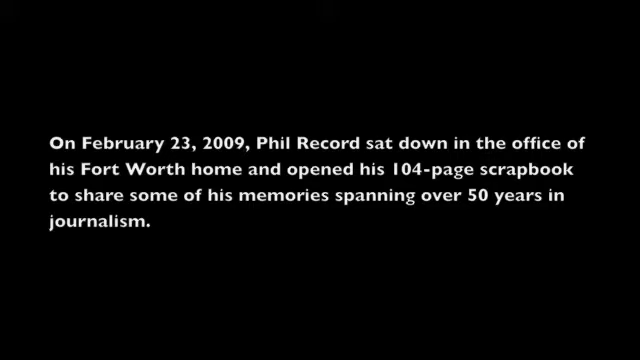 On February 23, 2009, Phil Record sat down in the office of
his Fort Worth home and opened his 104-page scrapbook
to share some of his memories spanning over 50 years in
journalism.